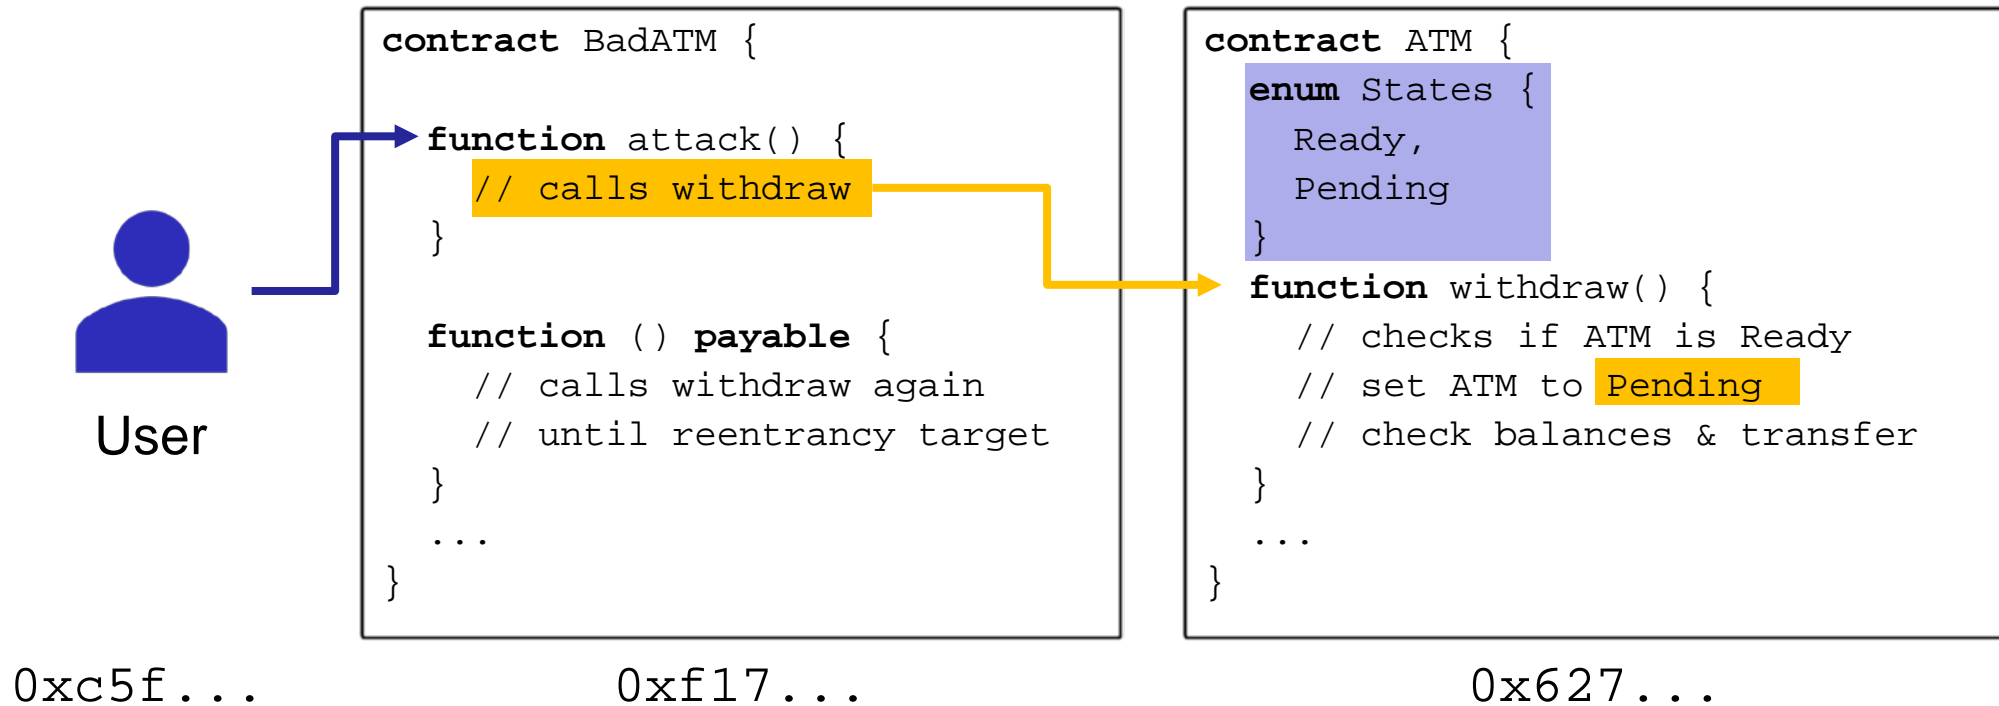 contract BadATM {
function attack() {
// calls withdraw
}
function () payable {
// calls withdraw again
// until reentrancy target
}
...
}
contract ATM {
enum States {
Ready,
Pending
}
function withdraw() {
// checks if ATM is Ready
// set ATM to Pending
// check balances & transfer
}
...
}
User
0xc5f...
0xf17...
0x627...